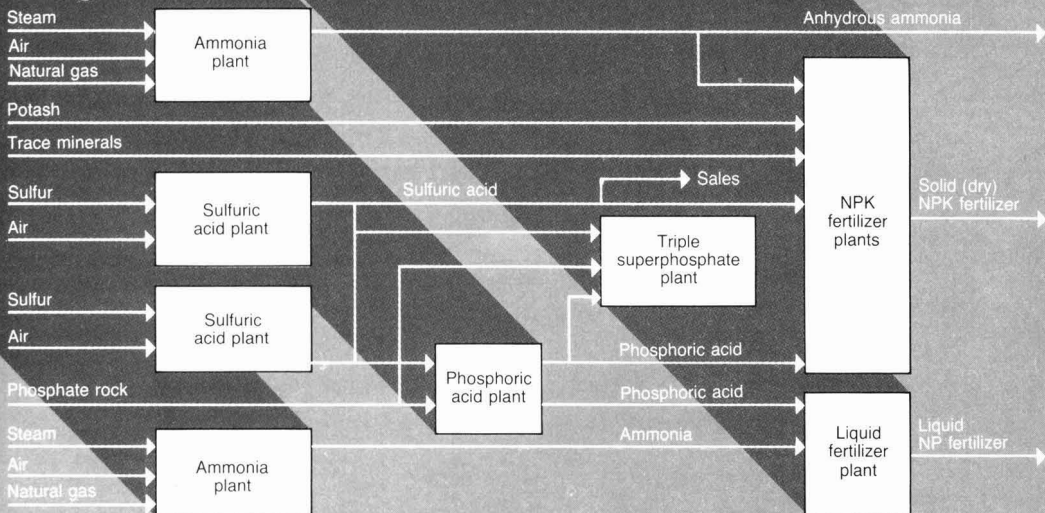 Steam
Anhydrous ammonia
Air
Ammonia
plant
Natural gas
Potash
Trace minerals
Sulfur
Sulfuric acid
Sales
Solid (dry)
NPK fertilizer
Sulfuric
acid plant
NPK
fertilizer
plants
Air
Triple
superphosphate
plant
Sulfur
Sulfuric
acid plant
Air
Phosphoric acid
Phosphate rock
Phosphoric
acid plant
Phosphoric acid
Steam
Ammonia
Liquid
fertilizer
plant
Liquid
NP fertilizer
Air
Ammonia
plant
Natural gas